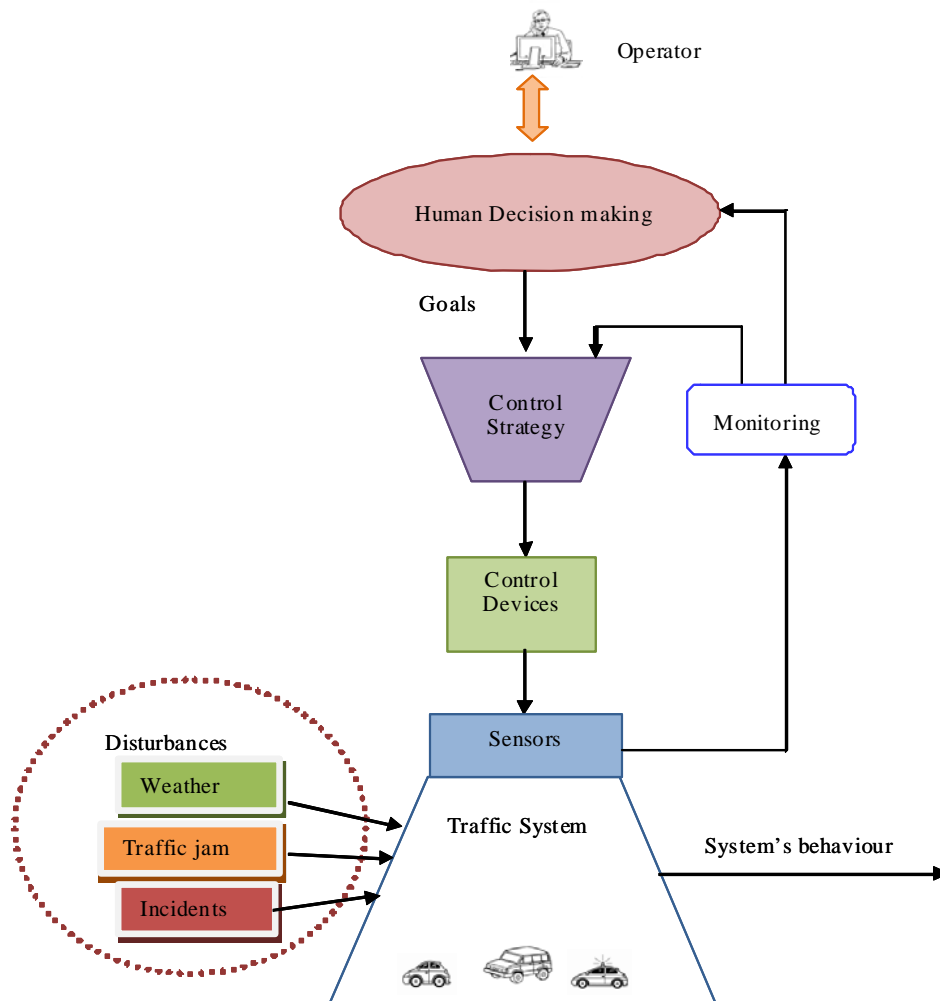 Operator
Human Decision making
Goals
Control
Strategy
Monitoring
Control
Devices
Sensors
Disturbances
Weather
Traffic System
Traffic jam
System's behaviour
Incidents